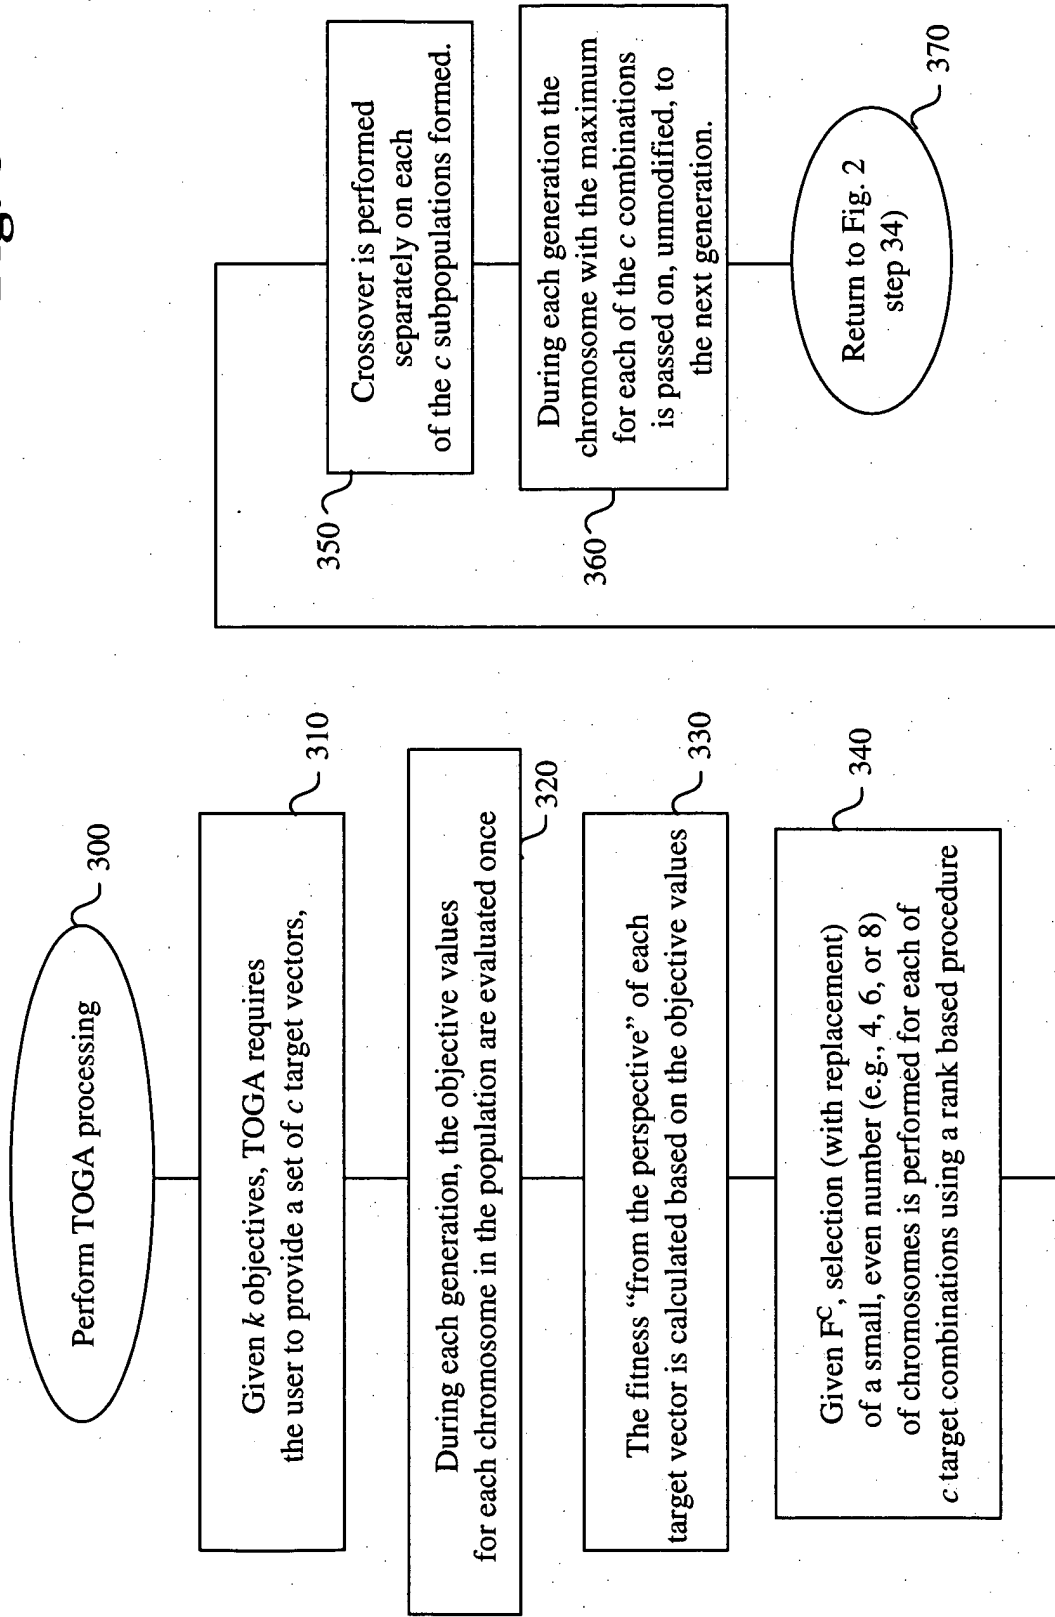 Perform TOGA processing
300
Given k objectives, TOGA requires
the user to provide a set of c target vectors,
310
During each generation, the objective values
for each chromosome in the population are evaluated once
320
The fitness “from the perspective” of each
target vector is calculated based on the objective values
330
Given F^C, selection (with replacement)
of a small, even number (e.g., 4, 6, or 8)
of chromosomes is performed for each of
c target combinations using a rank based procedure
340
Crossover is performed
separately on each
of the c subpopulations formed.
350
During each generation the
chromosome with the maximum
for each of the c combinations
is passed on, unmodified, to
the next generation.
360
Return to Fig. 2
step 34)
370